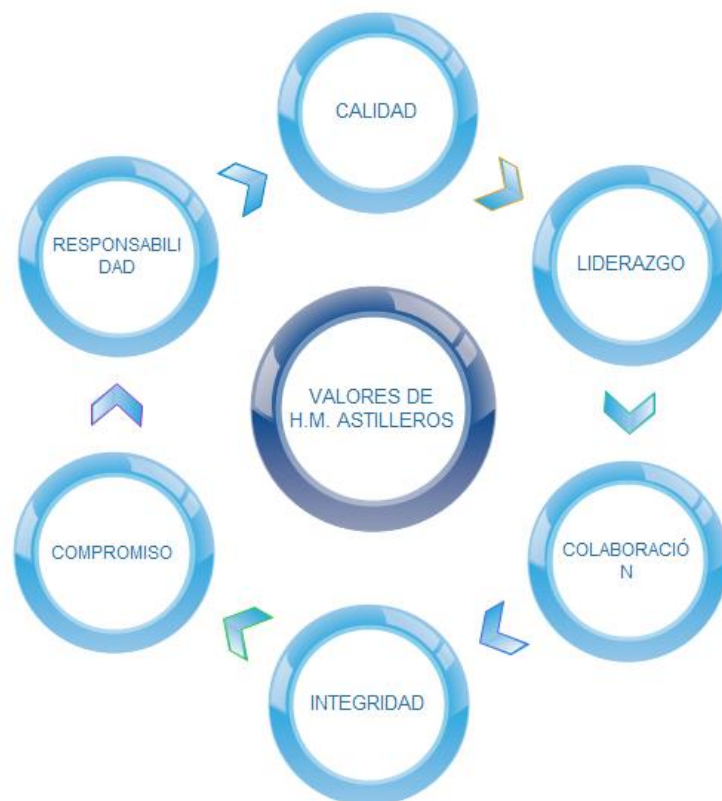 CALIDAD
LIDERAZGO
COLABORACIÓ
N
INTEGRIDAD
COMPROMISO
RESPONSABILI
DAD
VALORES DE
H.M. ASTILLEROS